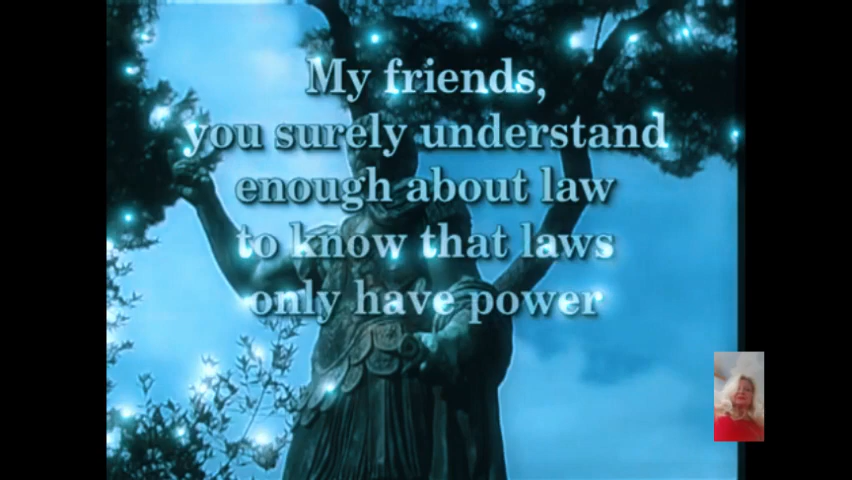 My friends,
you surely understand
enough about law
to know that laws
only have power